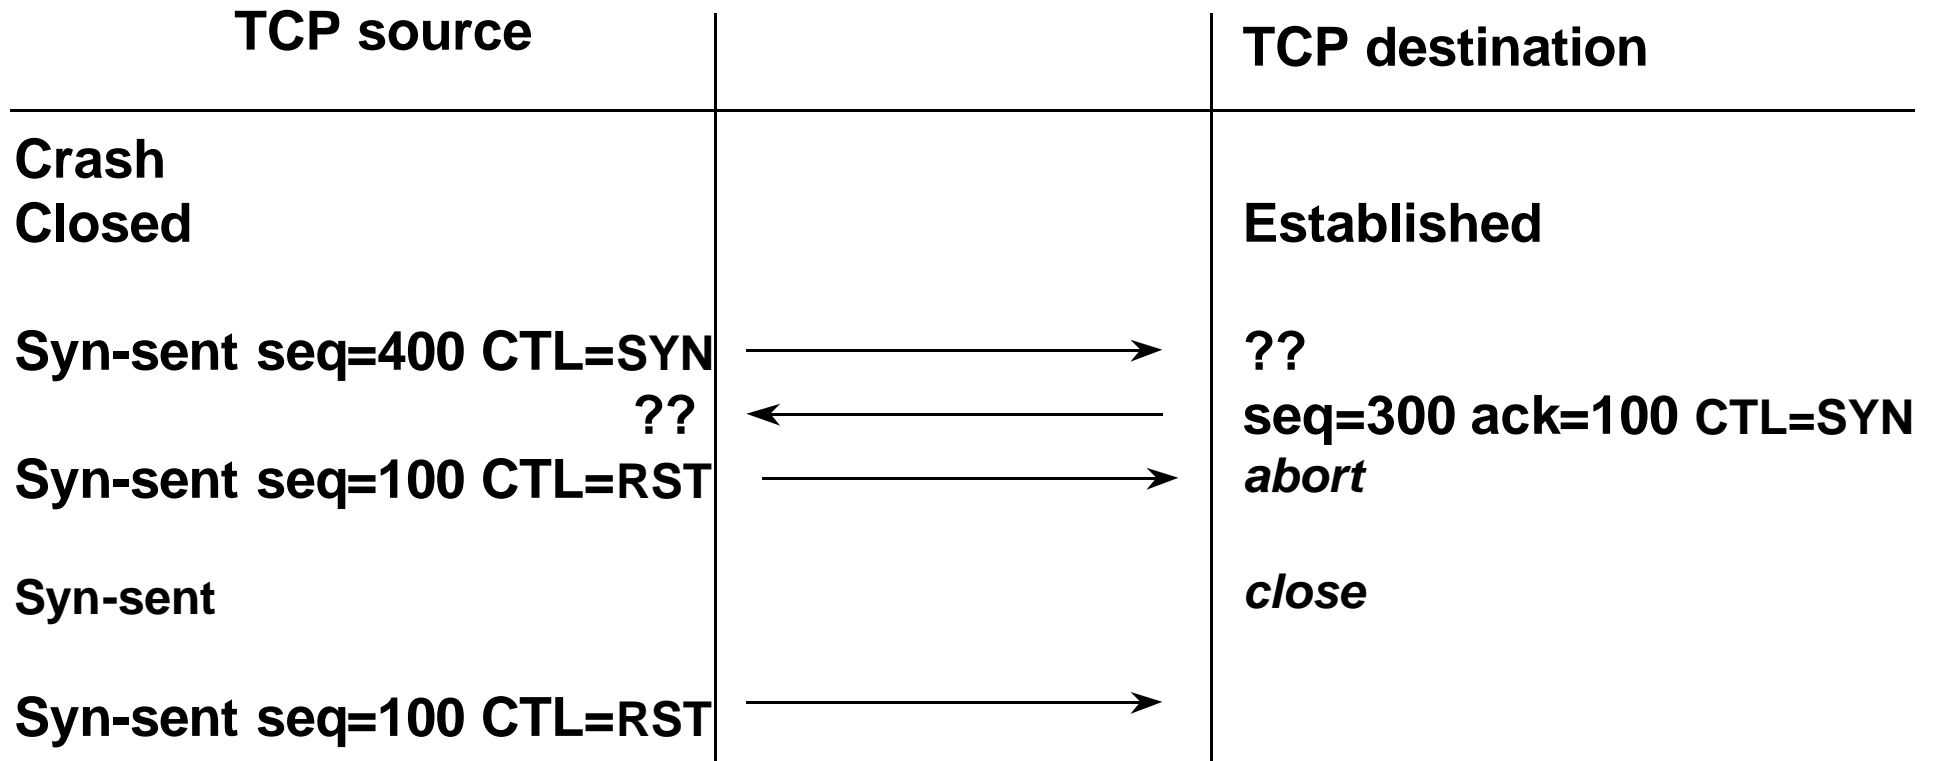 TCP source TCP destination
Crash
Closed Established
Syn-sent seq=400 CTL=SYN ??
?? seq=300 ack=100 CTL=SYN
Syn-sent seq=100 CTL=RST abort
Syn-sent close
Syn-sent seq=100 CTL=RST